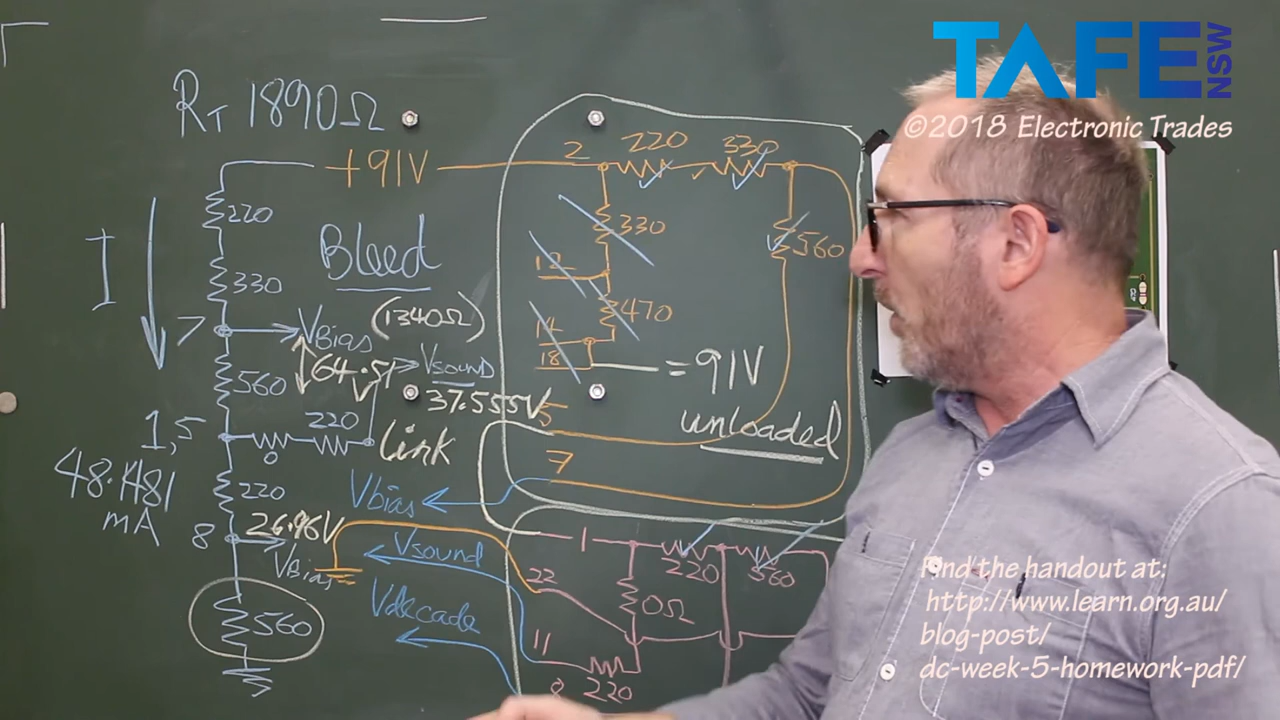 TAFE NSW
©2018 Electronic Trades
RT 1890Ω
+91V
220
330
I
Bleed
7
VBIAS
(1340Ω)
64.51V
Vsound
37.555V
560
1,5
220
0
Link
48.1481
mA
220
8
26.96V
VBias
560
2
220
330
330
560
12
470
14
18
= 91V
unloaded
5
7
Vbias
Vsound
Vdecade
1
220
560
22
0Ω
11
220
8
Find the handout at:
http://www.learn.org.au/
blog-post/
dc-week-5-homework-pdf/